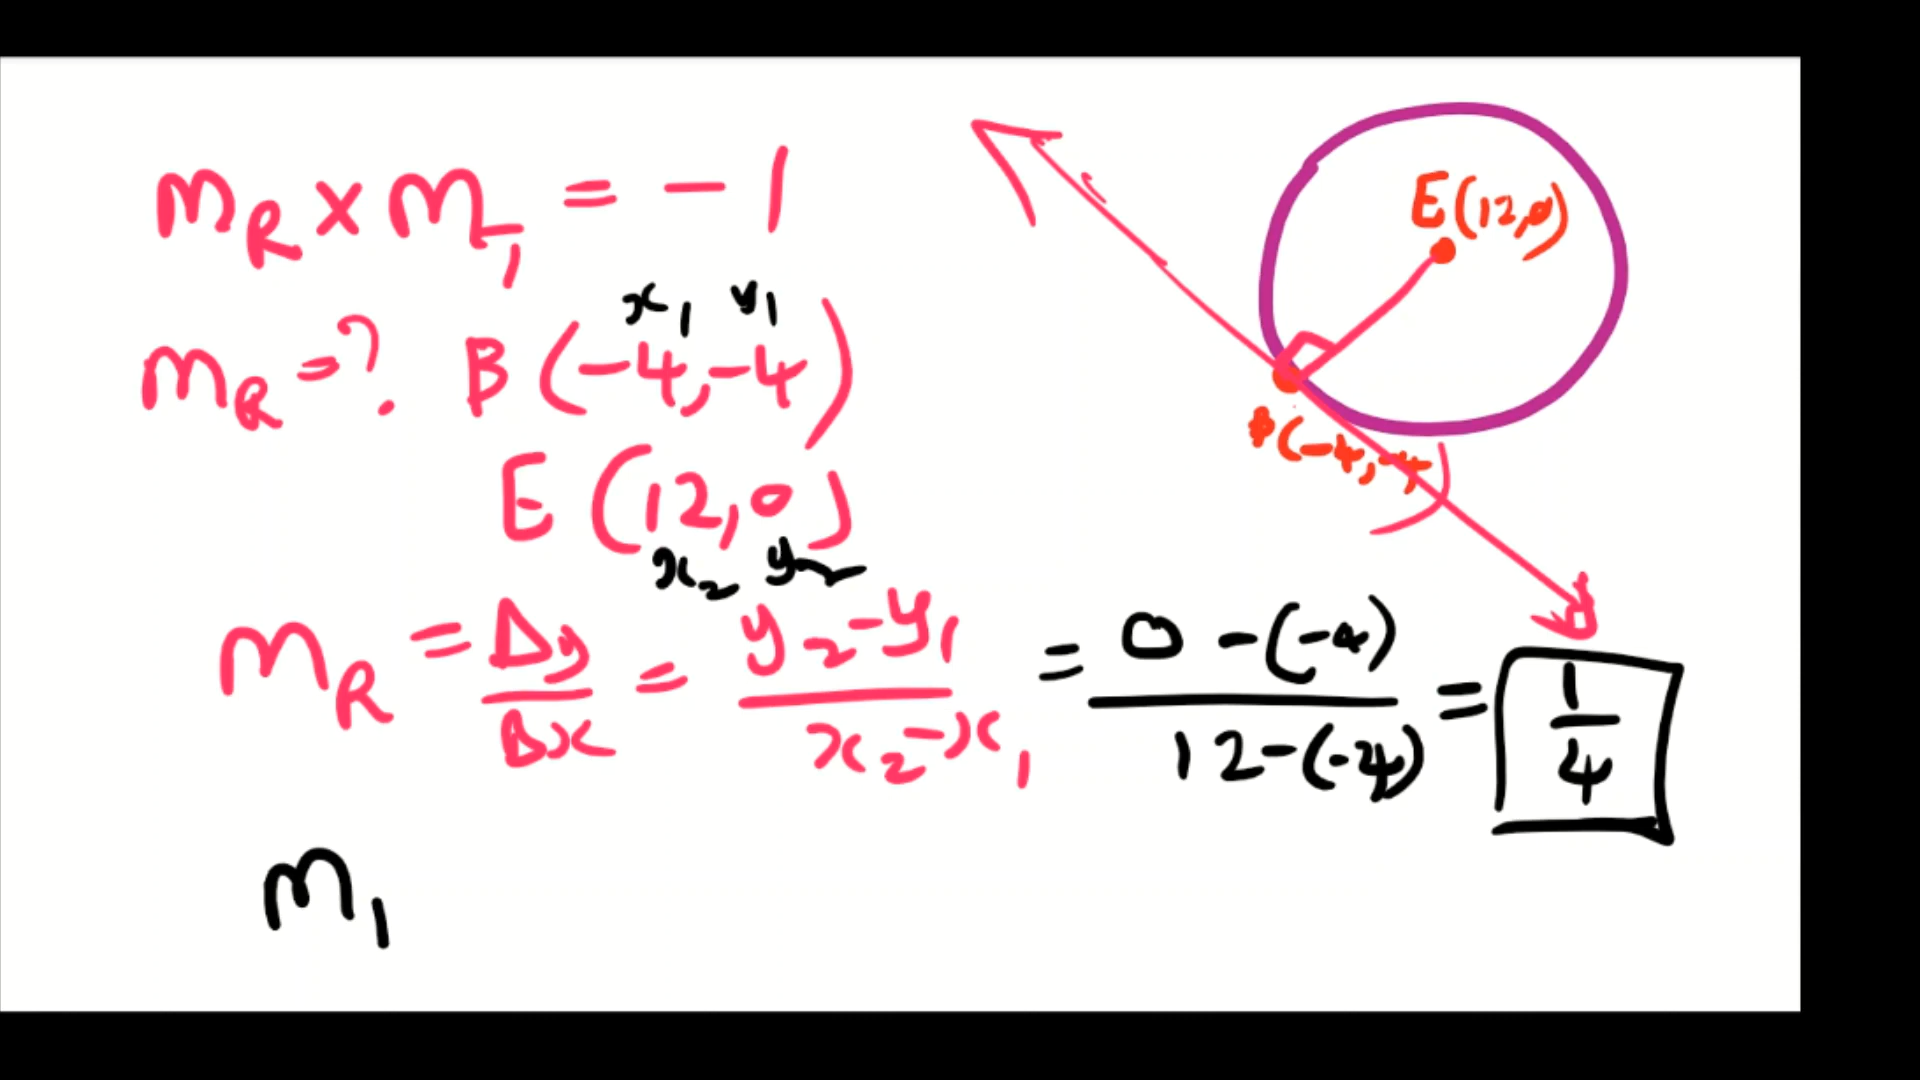 m_R x m_T_1 = - 1
E(12,0)
x_1 y_1
m_R = ? . B (-4,-4)
B(-4,-4)
E (12,0)
x_2 y_2
m_R = Δy/Δx = (y_2 - y_1)/(x_2 - x_1) = (0 - (-4))/(12 - (-4)) = 1/4
m_1